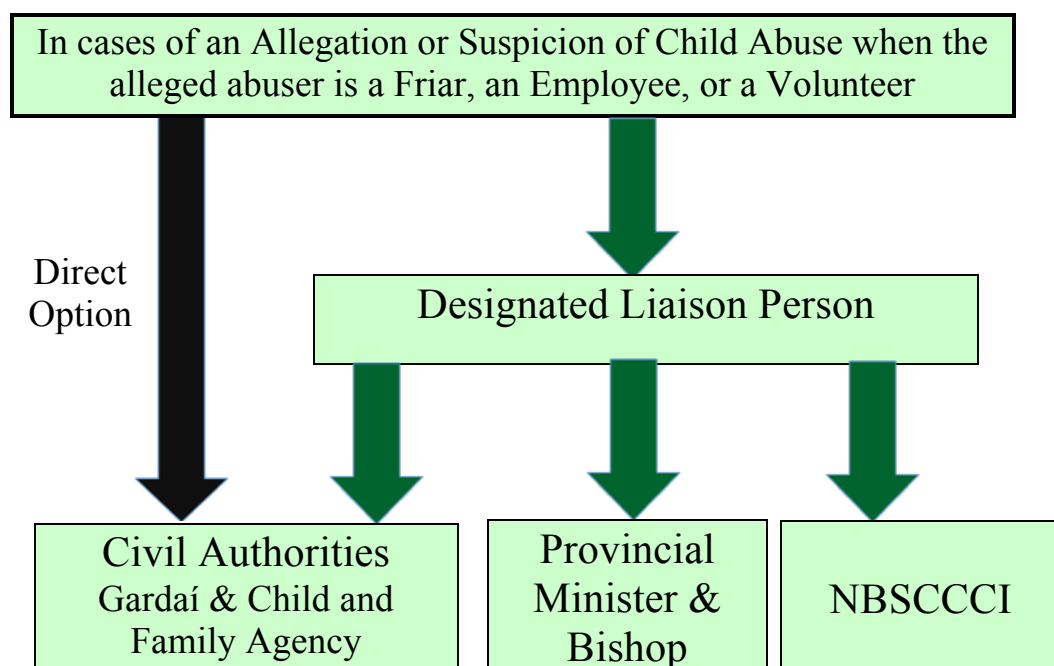 In cases of an Allegation or Suspicion of Child Abuse when the
alleged abuser is a Friar, an Employee, or a Volunteer
Direct
Option
Designated Liaison Person
Civil Authorities
Gardaí & Child and
Family Agency
Provincial
Minister &
Bishop
NBSCCCI